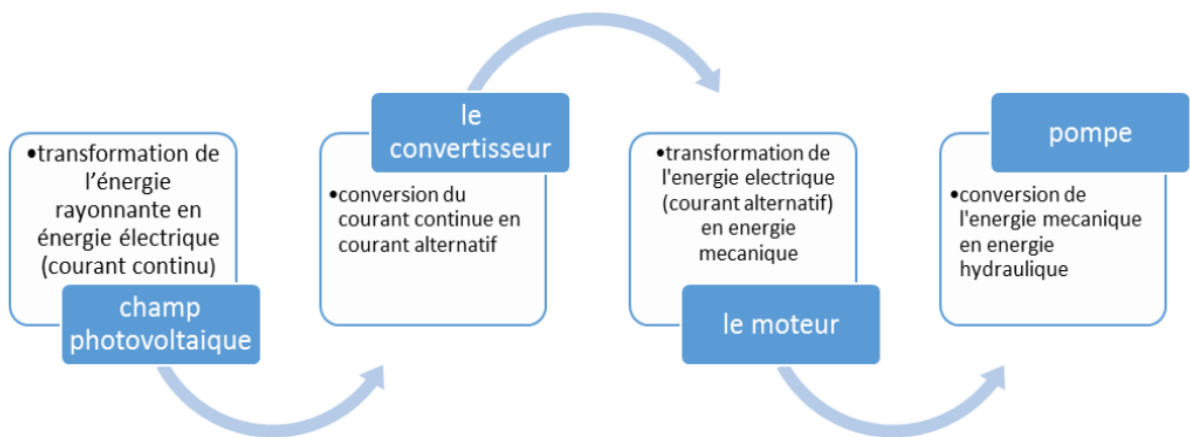 •transformation de
l’énergie
rayonnante en
énergie électrique
(courant continu)
champ
photovoltaique
le
convertisseur
•conversion du
courant continue en
courant alternatif
•transformation de
l'energie electrique
(courant alternatif)
en energie
mecanique
le moteur
pompe
•conversion de
l'energie mecanique
en energie
hydraulique